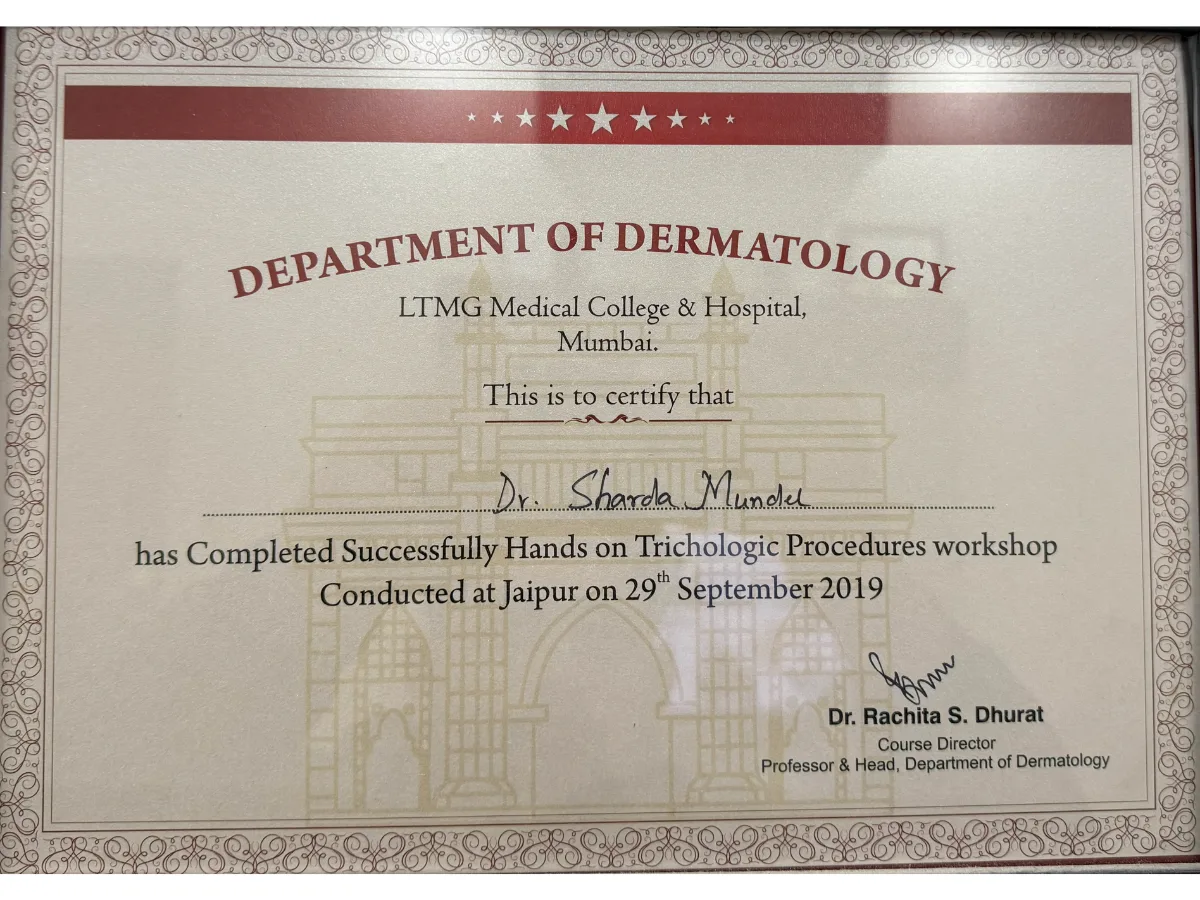 DEPARTMENT OF DERMATOLOGY
LTMG Medical College & Hospital,
Mumbai.
This is to certify that
Dr. Sharda Mundel
has Completed Successfully Hands on Trichologic Procedures workshop
Conducted at Jaipur on 29th September 2019
Dr. Rachita S. Dhurat
Course Director
Professor & Head, Department of Dermatology